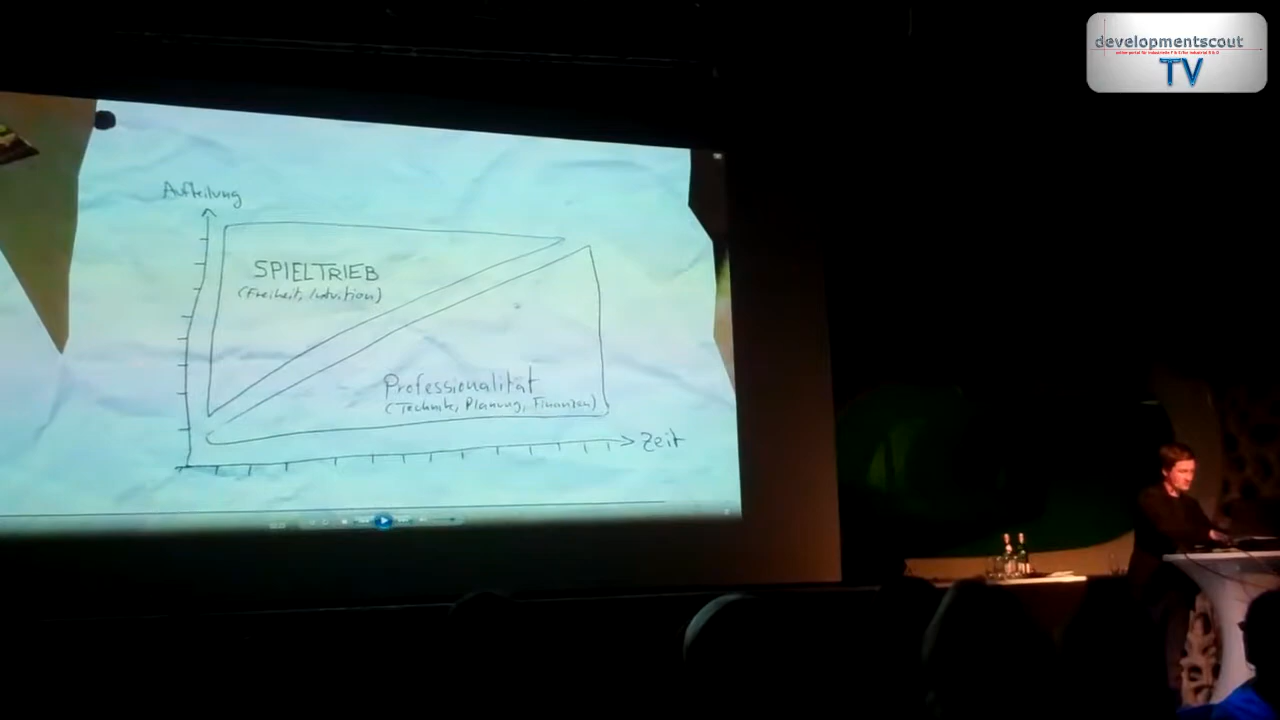 developmentscout
TV
Aufteilung
SPIELTRIEB
(Freiheit, Intuition)
Professionalität
(Technik, Planung, Finanzen)
Zeit